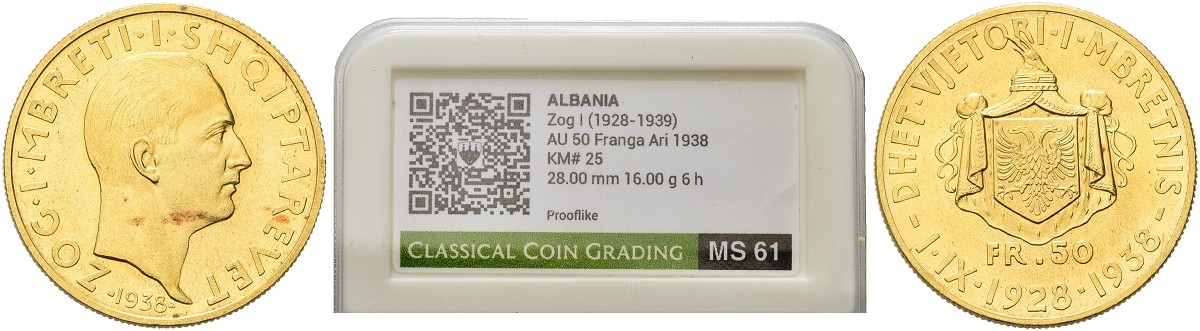 ZOG·I·MBRETI·I·SHQIPTAREVET
·1938·
ALBANIA
Zog I (1928-1939)
AU 50 Franga Ari 1938
KM# 25
28.00 mm 16.00 g 6 h
Prooflike
CLASSICAL COIN GRADING MS 61
DHET·VJETORI·I·MBRETNIS
FR.50
I·IX·1928-1938